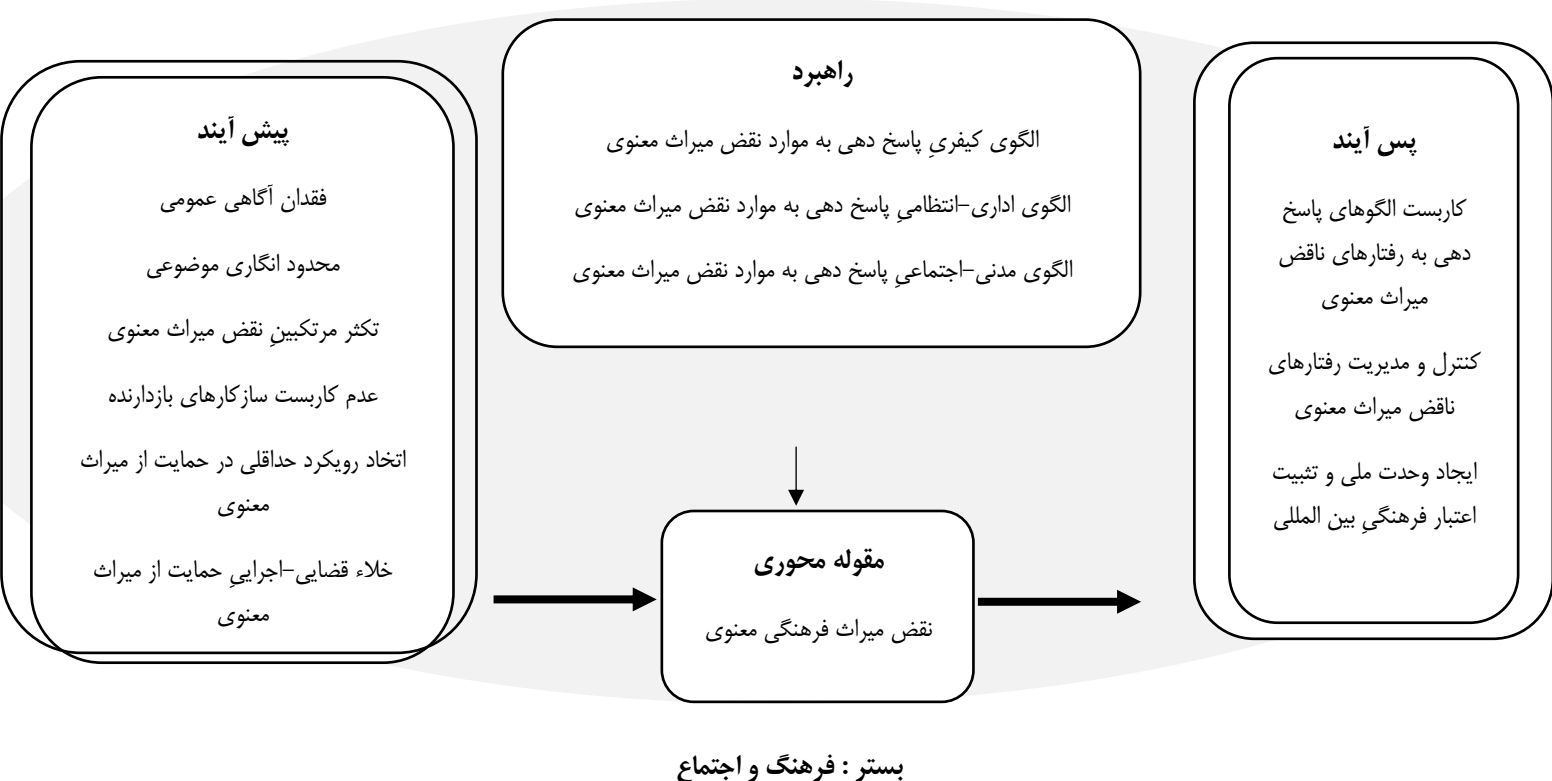 راهبرد
الگوی کیفریِ پاسخ دهی به موارد نقض میراث معنوی
الگوی اداری-انتظامیِ پاسخ دهی به موارد نقض میراث معنوی
الگوی مدنی-اجتماعیِ پاسخ دهی به موارد نقض میراث معنوی
پس آیند
کاربست الگوهای پاسخ
دهی به رفتارهای ناقض
میراث معنوی
کنترل و مدیریت رفتارهای
ناقض میراث معنوی
ایجاد وحدت ملی و تثبیت
اعتبار فرهنگیِ بین المللی
پیش آیند
فقدان آگاهی عمومی
محدود انگاری موضوعی
تکثر مرتکبینِ نقض میراث معنوی
عدم کاربست سازکارهای بازدارنده
اتخاد رویکرد حداقلی در حمایت از میراث
معنوی
خلاء قضایی-اجراییِ حمایت از میراث
معنوی
مقوله محوری
نقض میراث فرهنگی معنوی
بستر : فرهنگ و اجتماع